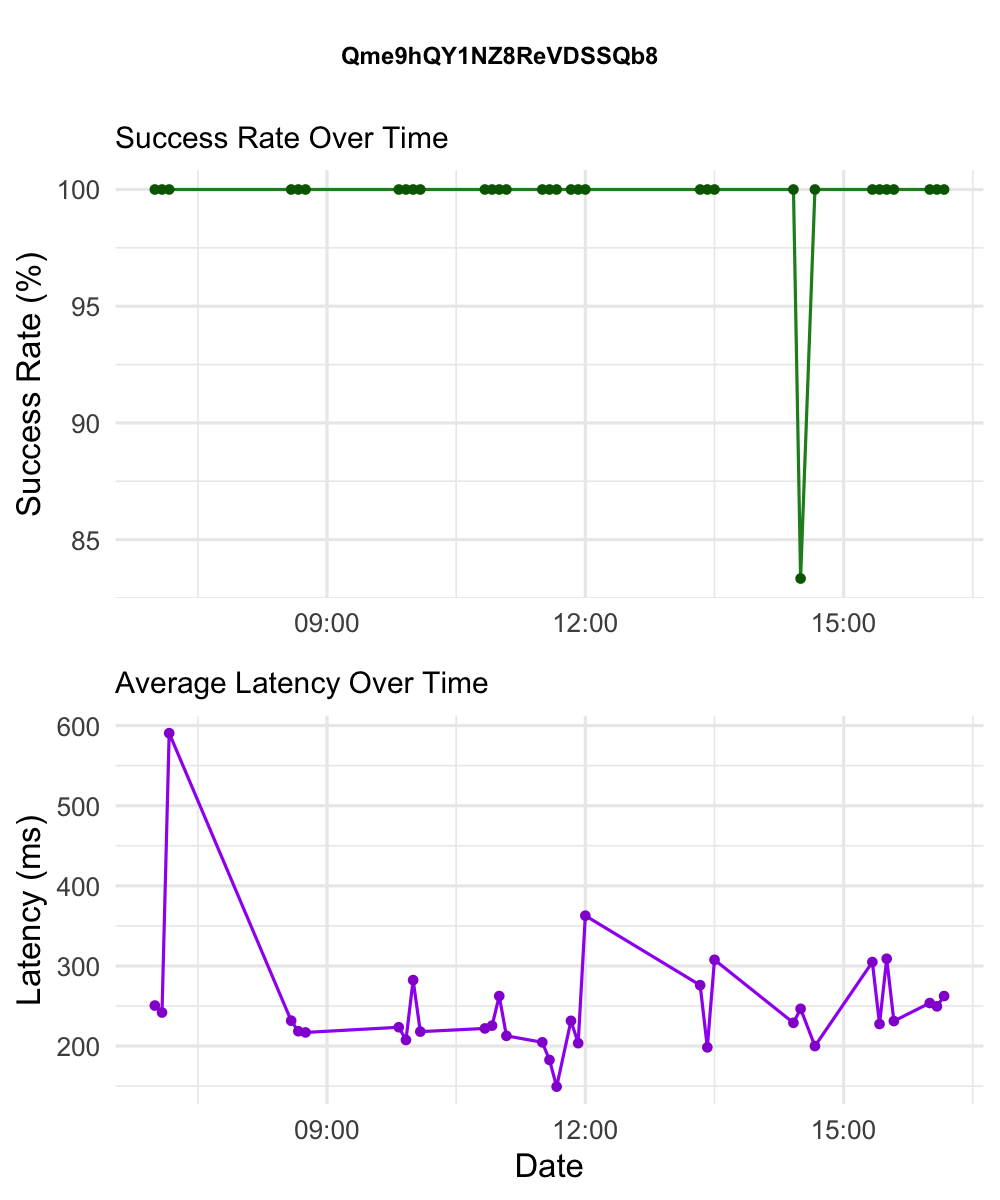 Qme9hQY1NZ8ReVDSSQb8
Success Rate Over Time
Success Rate (%)
100
95
90
85
09:00 12:00 15:00
Average Latency Over Time
Latency (ms)
600
500
400
300
200
09:00 12:00 15:00
Date